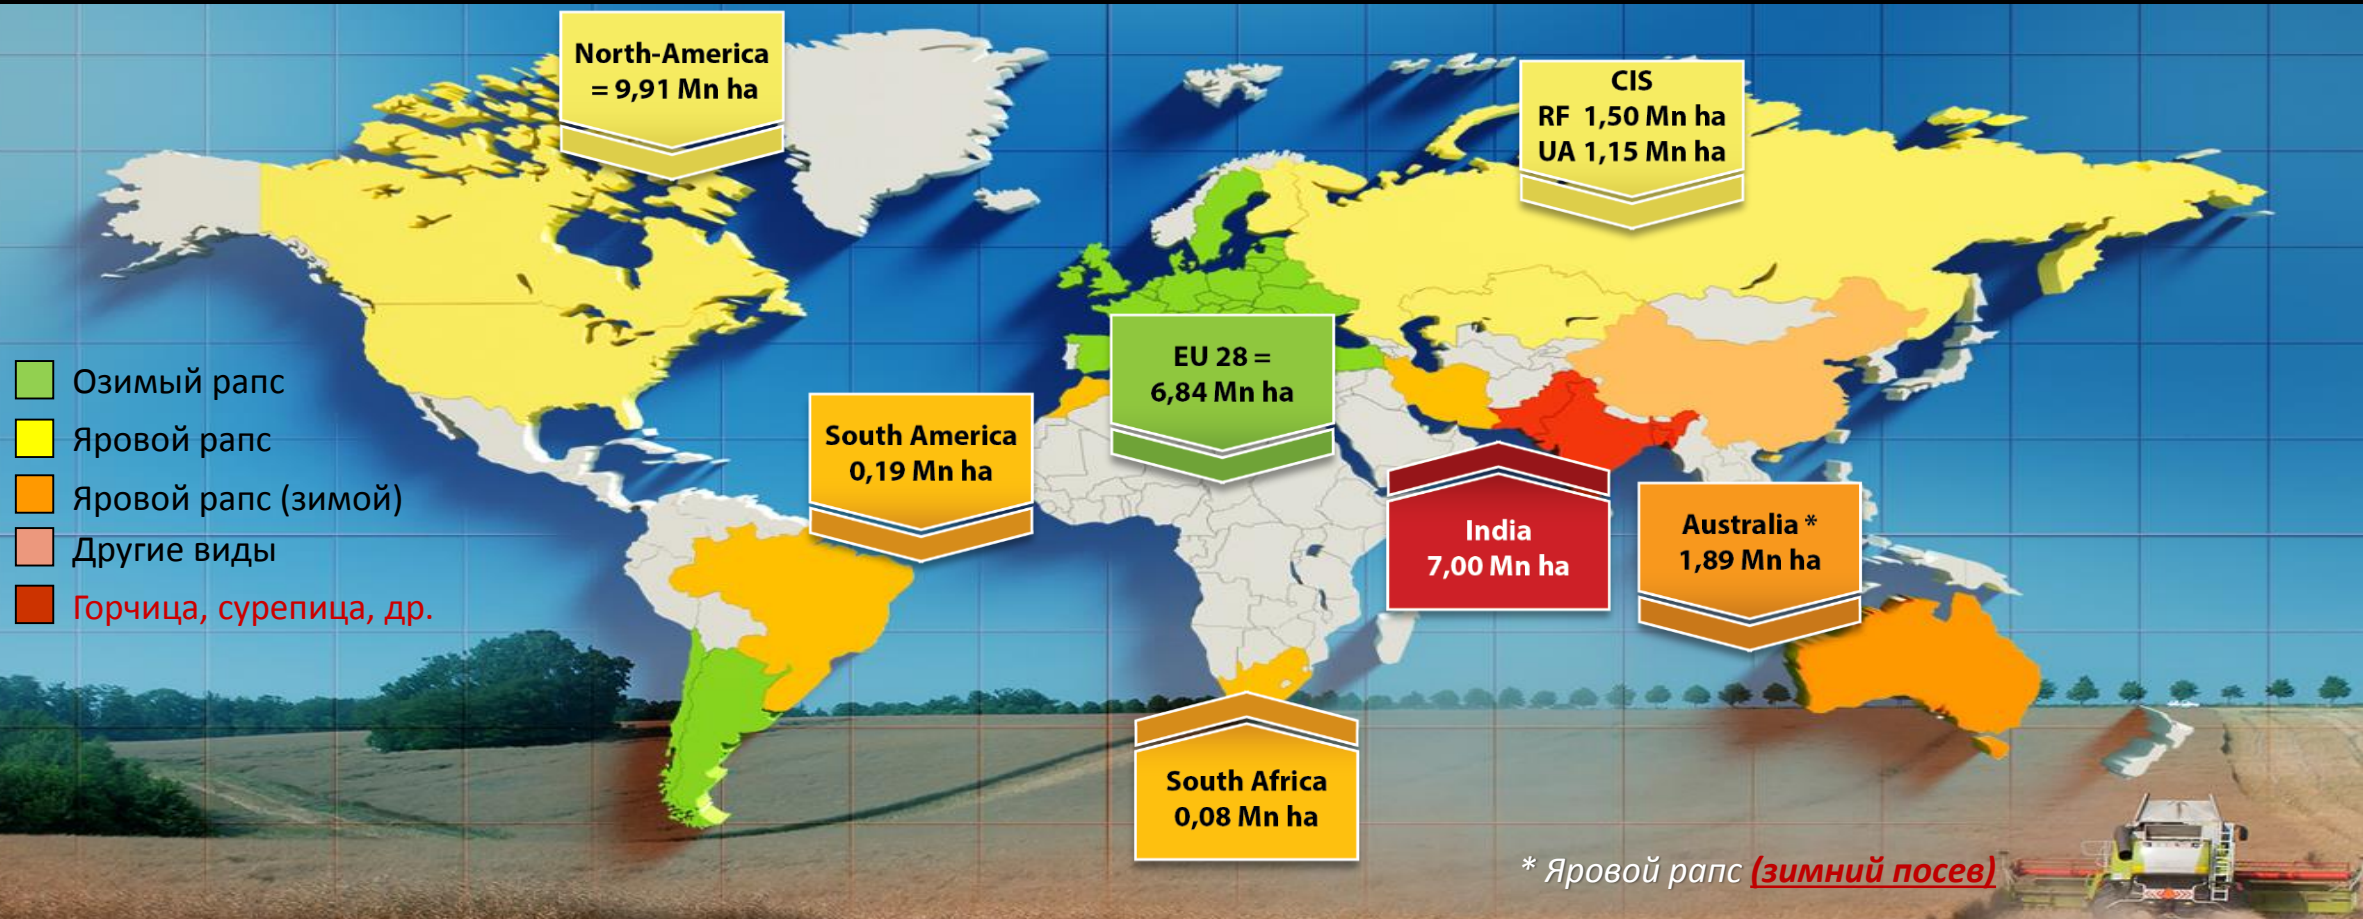 North-America
= 9,91 Mn ha
CIS
RF 1,50 Mn ha
UA 1,15 Mn ha
EU 28 =
6,84 Mn ha
South America
0,19 Mn ha
India
7,00 Mn ha
Australia *
1,89 Mn ha
South Africa
0,08 Mn ha
Озимый рапс
Яровой рапс
Яровой рапс (зимой)
Другие виды
Горчица, сурепица, др.
* Яровой рапс (зимний посев)